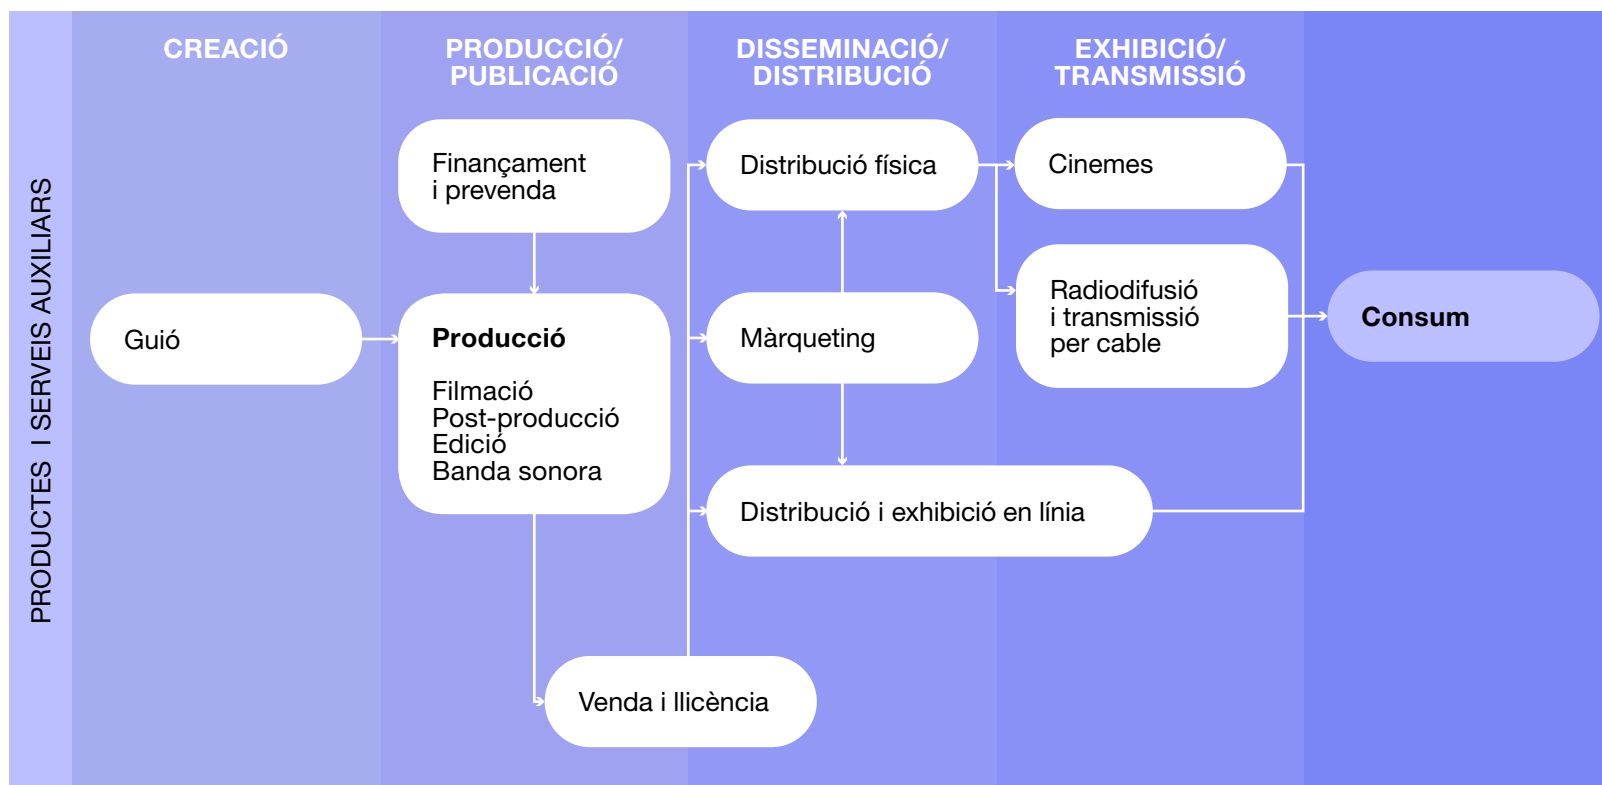 PRODUCTES I SERVEIS AUXILIARS
CREACIÓ
Guió
PRODUCCIÓ/
PUBLICACIÓ
Finançament
i prevenda
Producció
Filmació
Post-producció
Edició
Banda sonora
Venda i llicència
DISSEMINACIÓ/
DISTRIBUCIÓ
Distribució física
Màrqueting
Distribució i exhibició en línia
EXHIBICIÓ/
TRANSMISSIÓ
Cinemes
Radiodifusió
i transmissió
per cable
Consum